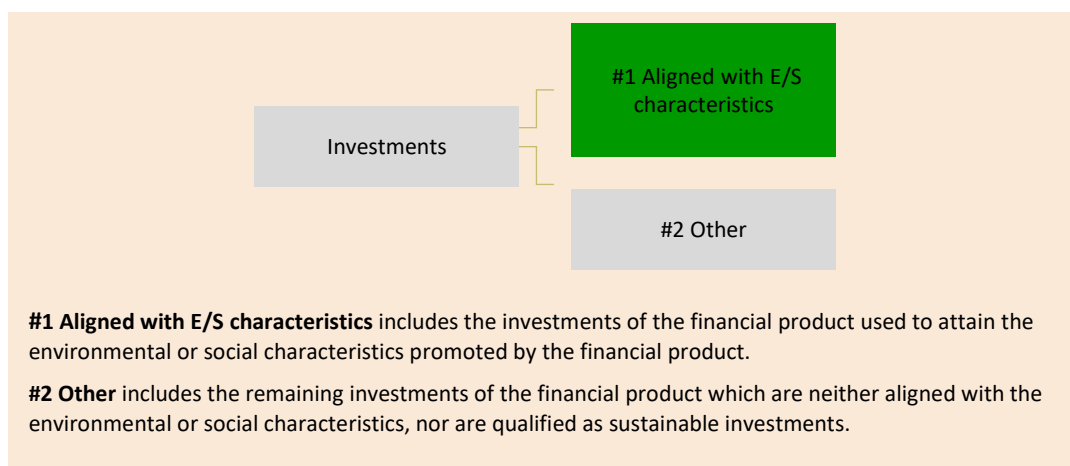 #1 Aligned with E/S
characteristics
Investments
#2 Other
#1 Aligned with E/S characteristics includes the investments of the financial product used to attain the
environmental or social characteristics promoted by the financial product.
#2 Other includes the remaining investments of the financial product which are neither aligned with the
environmental or social characteristics, nor are qualified as sustainable investments.